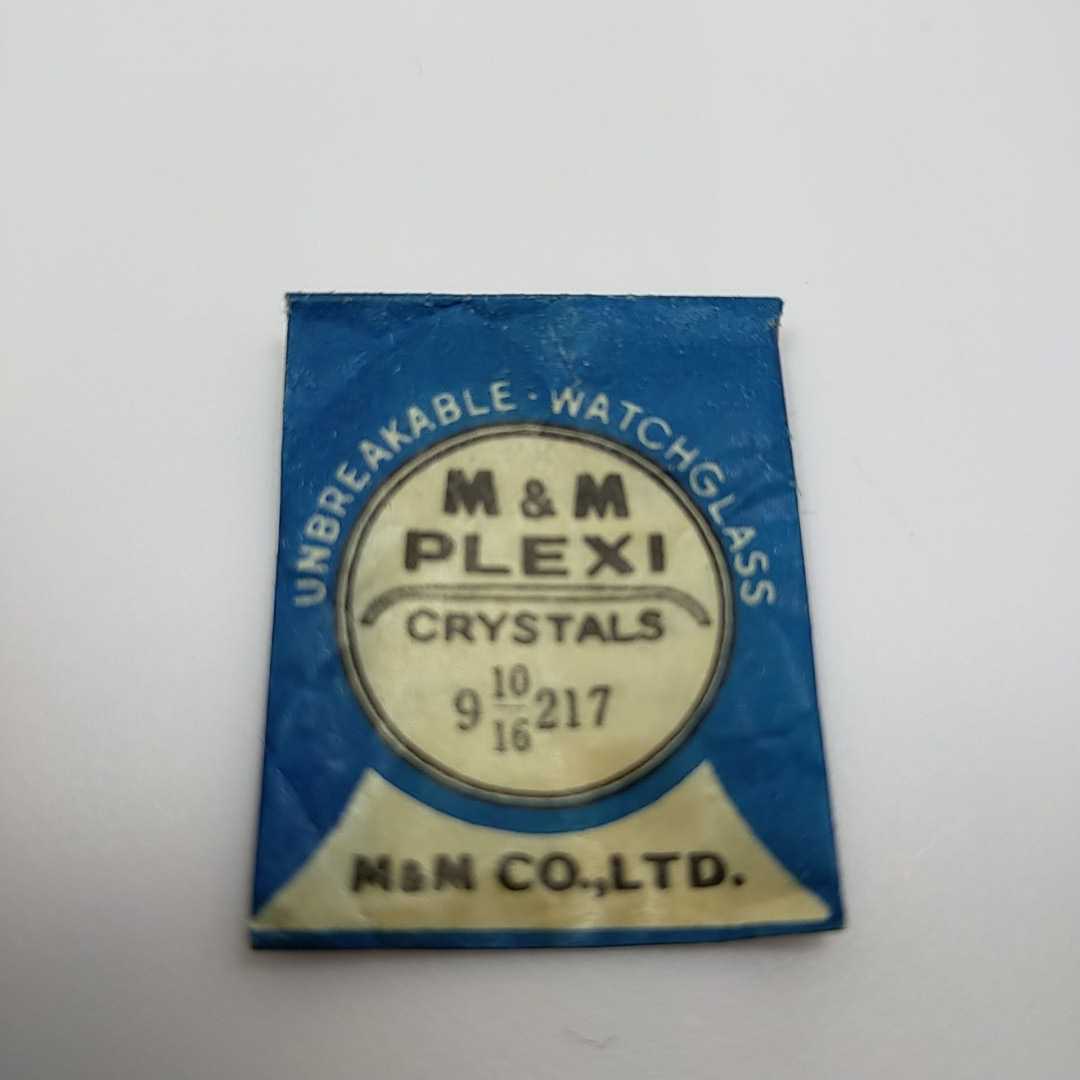 UNBREAKABLE · WATCHGLASS
M & M
PLEXI
CRYSTALS
9 10/16 217
M&M CO.,LTD.